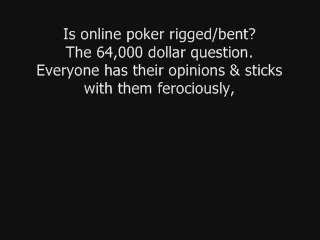 Is online poker rigged/bent?
The 64,000 dollar question.
Everyone has their opinions & sticks
with them ferociously,